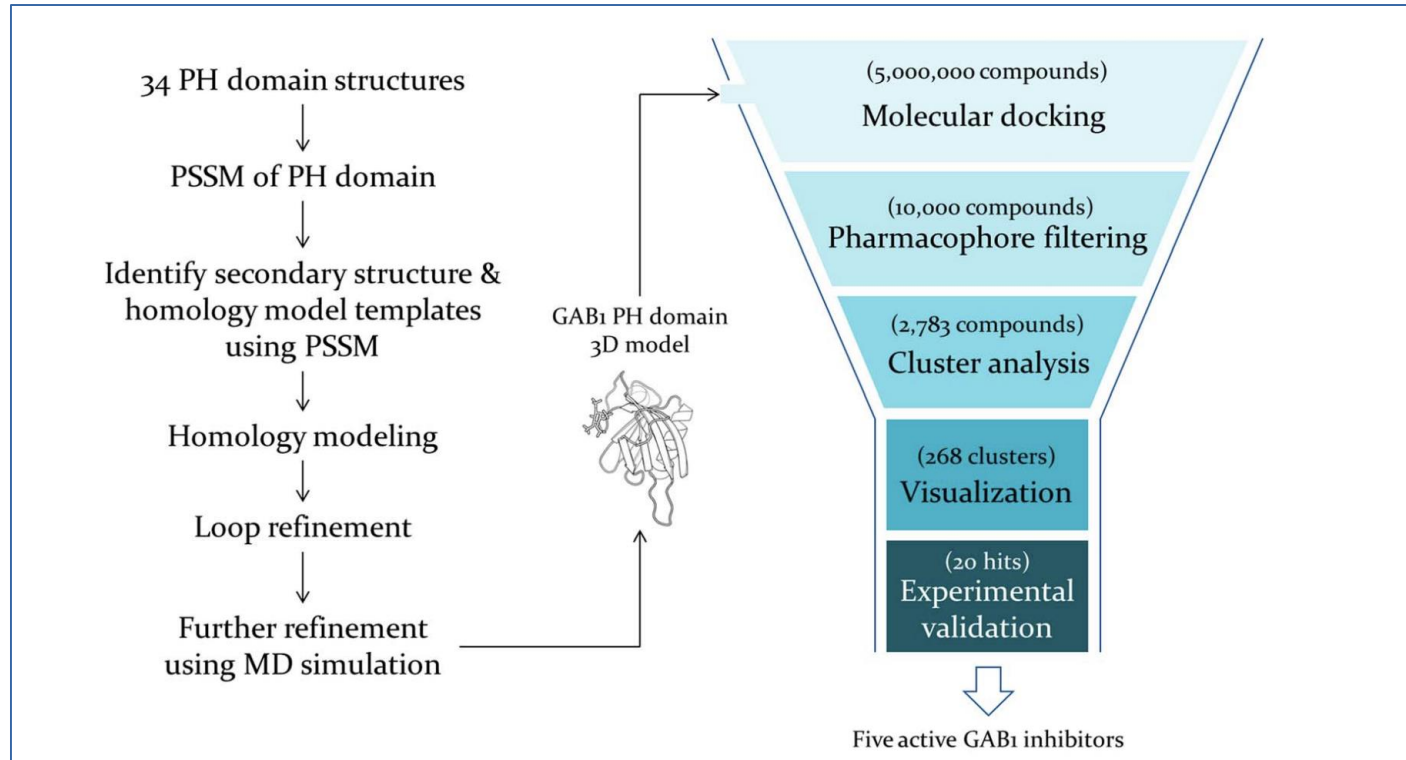 34 PH domain structures
PSSM of PH domain
Identify secondary structure &
homology model templates
using PSSM
Homology modeling
Loop refinement
Further refinement
using MD simulation
GAB1 PH domain
3D model
(5,000,000 compounds)
Molecular docking
(10,000 compounds)
Pharmacophore filtering
(2,783 compounds)
Cluster analysis
(268 clusters)
Visualization
(20 hits)
Experimental
validation
Five active GAB1 inhibitors